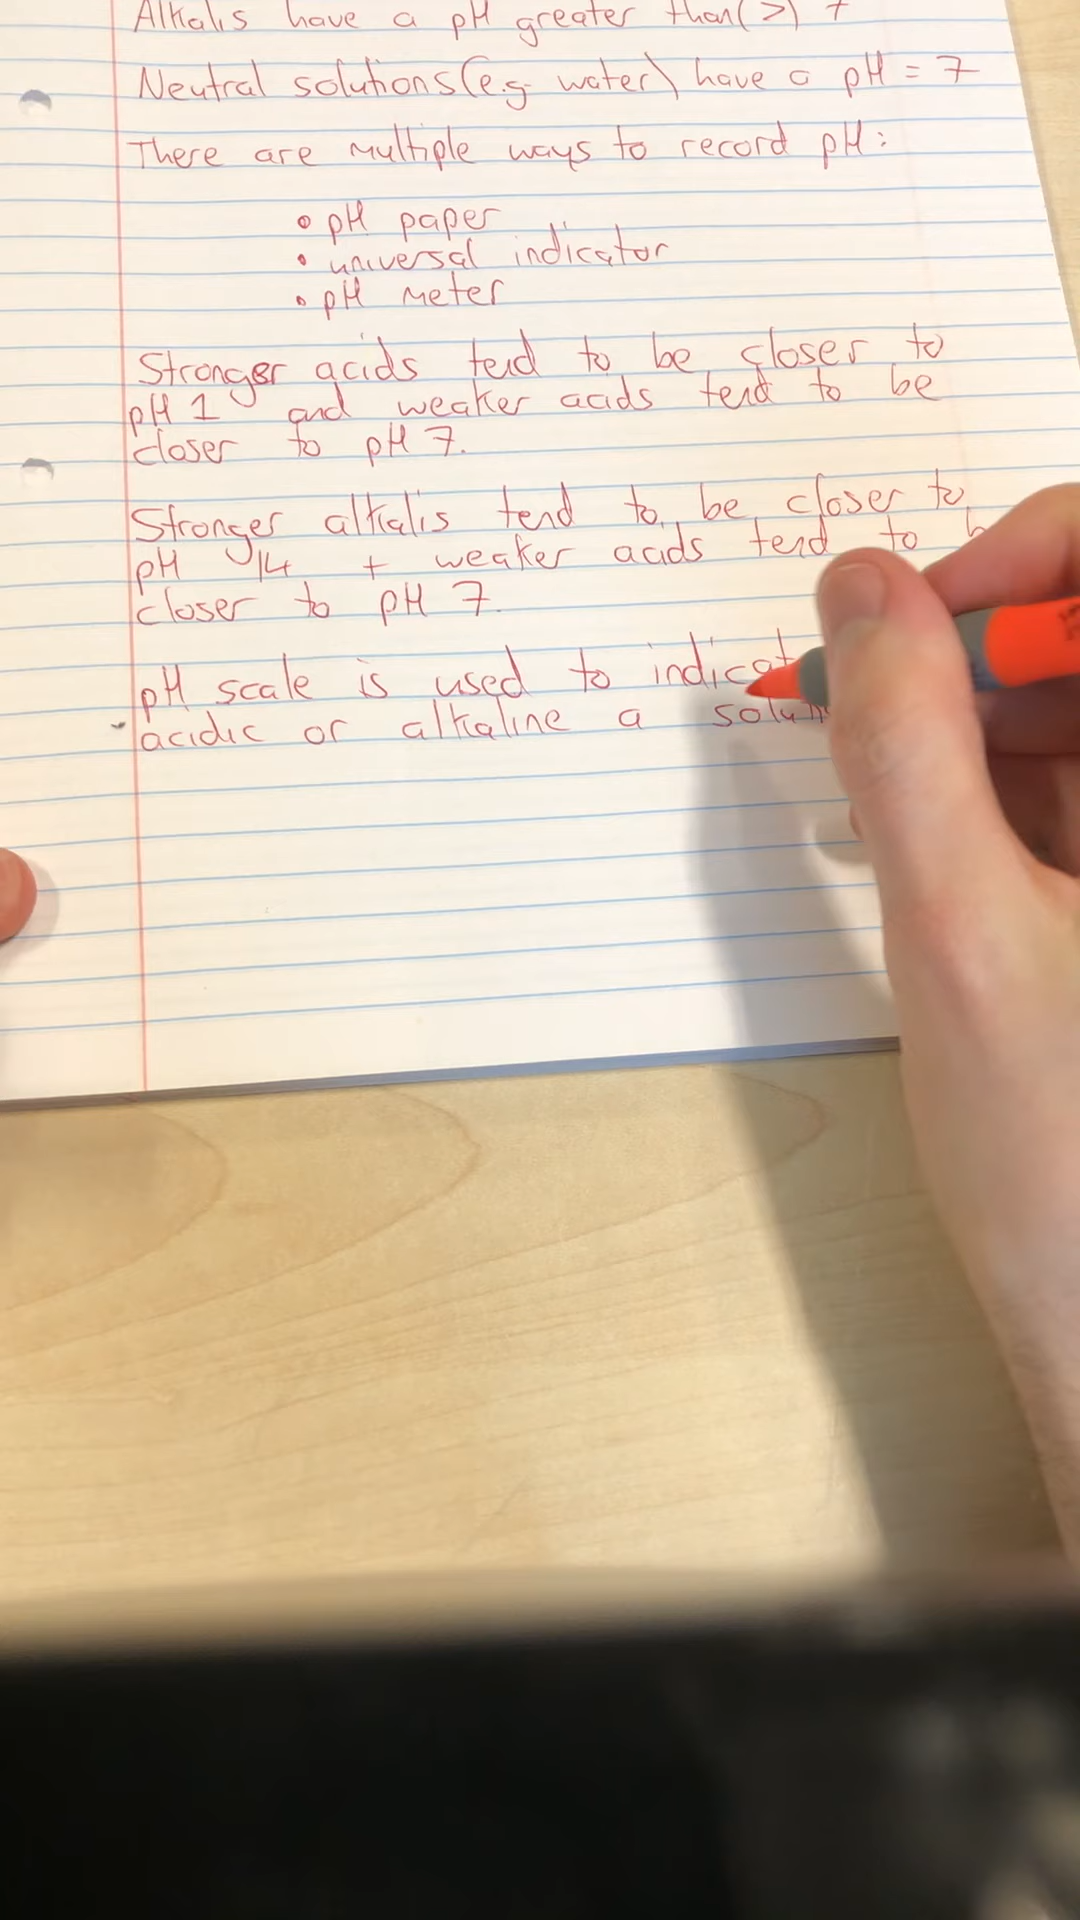 Alkalis have a pH greater than (>) 7
Neutral solutions (e.g. water) have a pH = 7
There are multiple ways to record pH:
• pH paper
• universal indicator
• pH meter
Stronger acids tend to be closer to
pH 1 and weaker acids tend to be
closer to pH 7.
Stronger alkalis tend to be closer to
pH 14 + weaker acids tend to
closer to pH 7.
pH scale is used to indicat
acidic or alkaline a solu